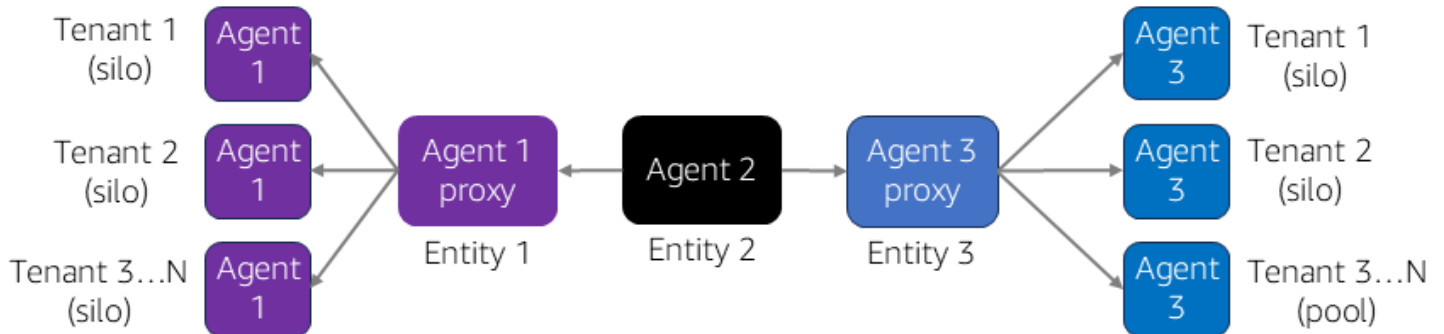 Tenant 1
(silo)
Agent
1
Agent
3
Tenant 1
(silo)
Tenant 2
(silo)
Agent
1
Agent 1
proxy
Entity 1
Agent 2
Entity 2
Agent 3
proxy
Entity 3
Agent
3
Tenant 2
(silo)
Tenant 3...N
(silo)
Agent
1
Agent
3
Tenant 3...N
(pool)